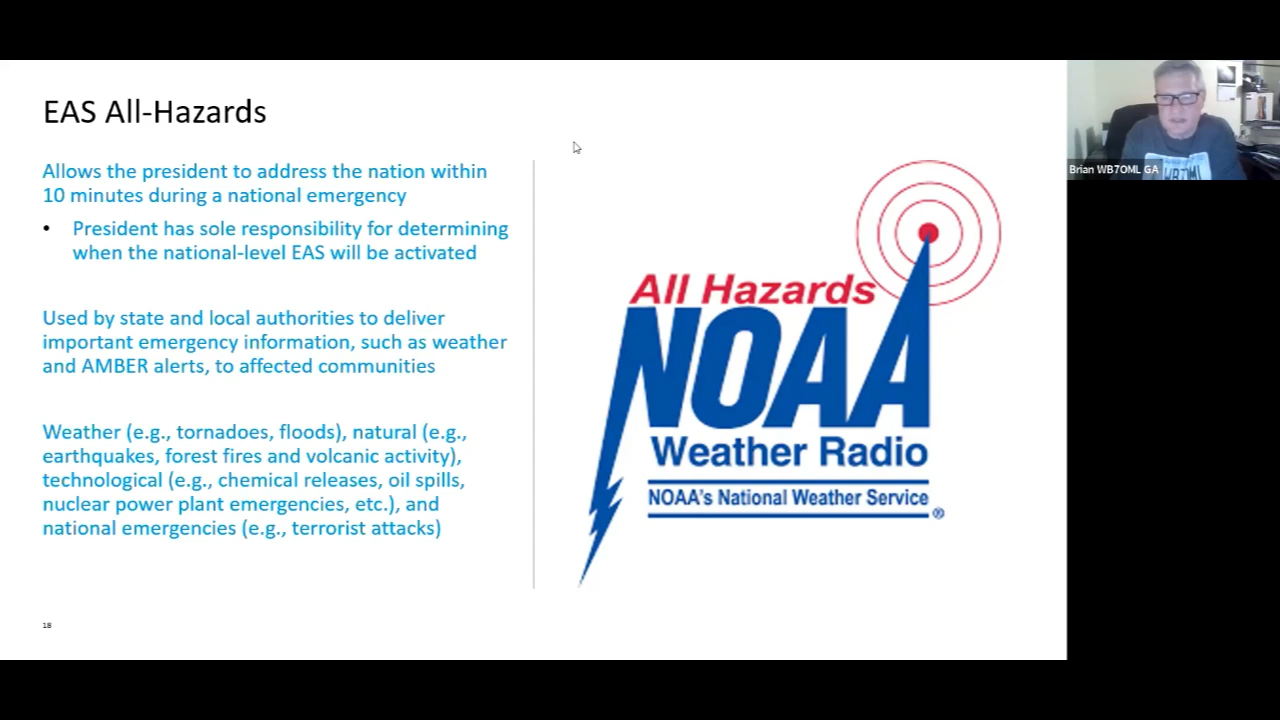 EAS All-Hazards
Allows the president to address the nation within
10 minutes during a national emergency
• President has sole responsibility for determining
when the national-level EAS will be activated
Used by state and local authorities to deliver
important emergency information, such as weather
and AMBER alerts, to affected communities
Weather (e.g., tornadoes, floods), natural (e.g.,
earthquakes, forest fires and volcanic activity),
technological (e.g., chemical releases, oil spills,
nuclear power plant emergencies, etc.), and
national emergencies (e.g., terrorist attacks)
18
All Hazards
NOAA
Weather Radio
NOAA's National Weather Service
®
WB7OML
Brian WB7OML GA